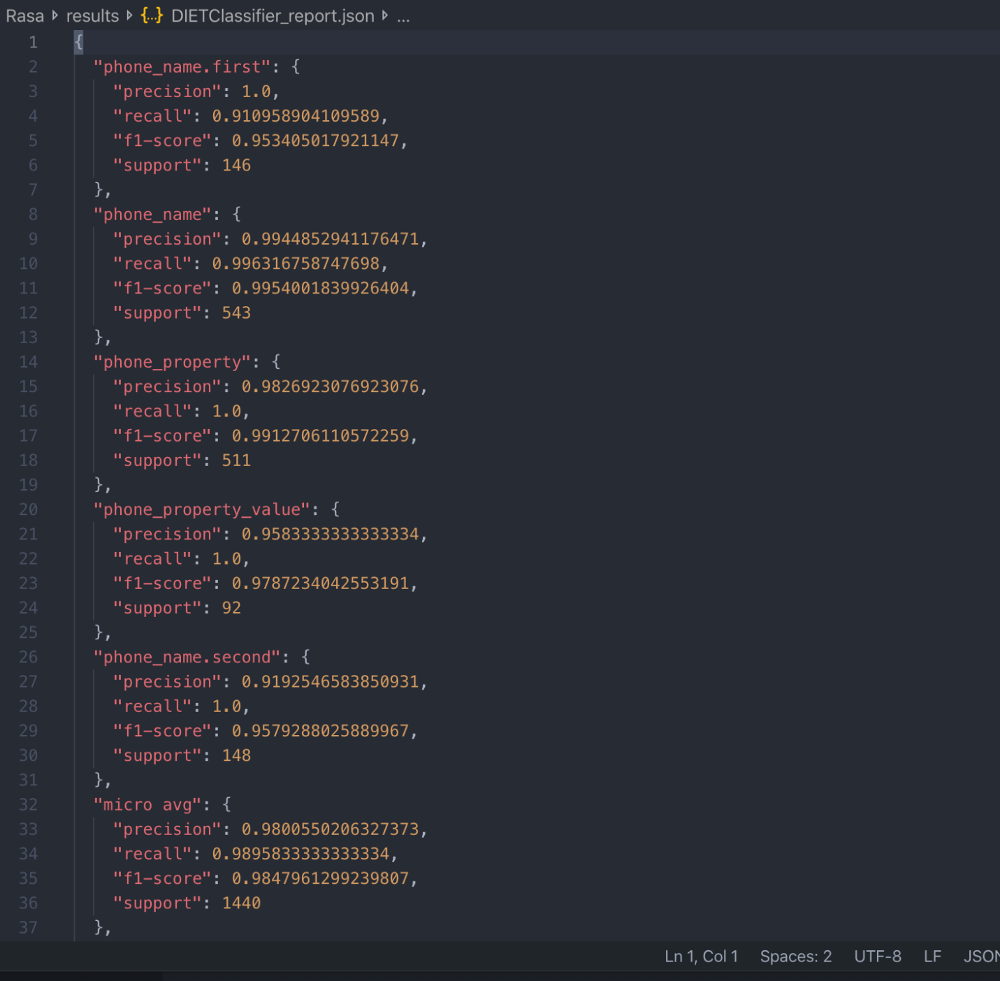 Rasa results {...} DIETClassifier_report.json ...
1 {
2 "phone_name.first": {
3 "precision": 1.0,
4 "recall": 0.910958904109589,
5 "f1-score": 0.953405017921147,
6 "support": 146
7 },
8 "phone_name": {
9 "precision": 0.9944852941176471,
10 "recall": 0.996316758747698,
11 "f1-score": 0.9954001839926404,
12 "support": 543
13 },
14 "phone_property": {
15 "precision": 0.9826923076923076,
16 "recall": 1.0,
17 "f1-score": 0.9912706110572259,
18 "support": 511
19 },
20 "phone_property_value": {
21 "precision": 0.9583333333333334,
22 "recall": 1.0,
23 "f1-score": 0.9787234042553191,
24 "support": 92
25 },
26 "phone_name.second": {
27 "precision": 0.9192546583850931,
28 "recall": 1.0,
29 "f1-score": 0.9579288025889967,
30 "support": 148
31 },
32 "micro avg": {
33 "precision": 0.9800550206327373,
34 "recall": 0.9895833333333334,
35 "f1-score": 0.9847961299239807,
36 "support": 1440
37 },
Ln 1, Col 1 Spaces: 2 UTF-8 LF JSON